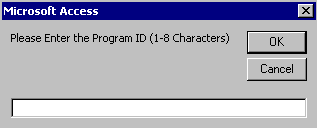 Microsoft Access
Please Enter the Program ID (1-8 Characters)
OK
Cancel